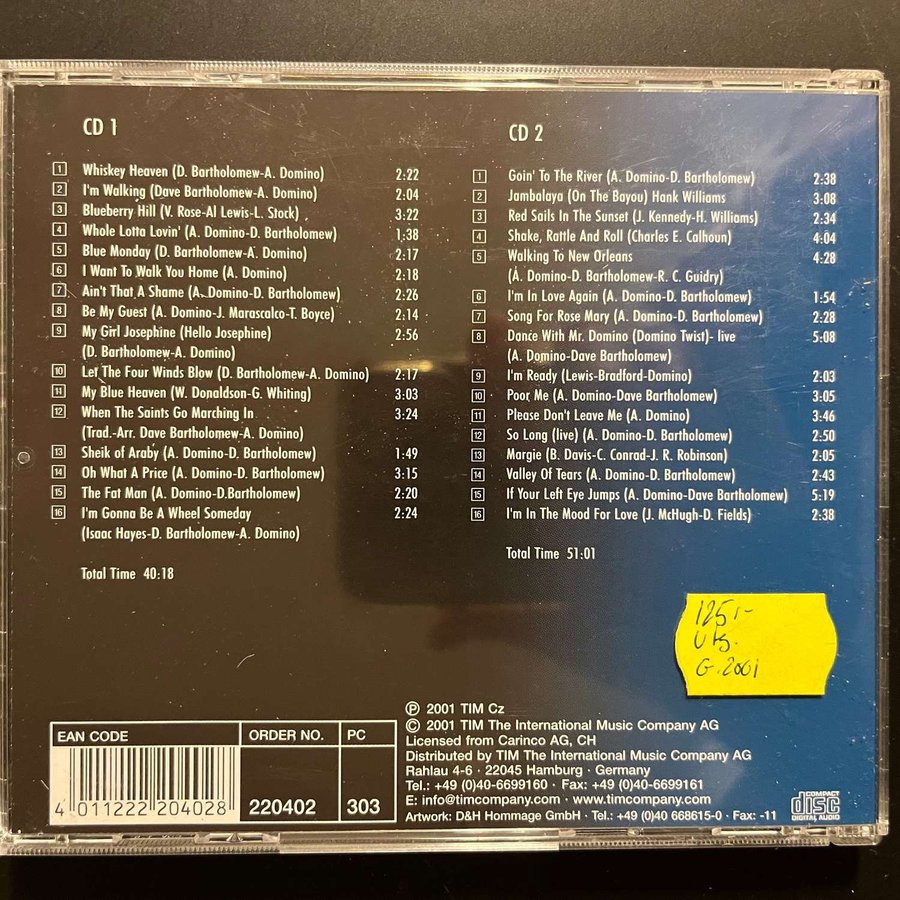 CD 1
1 Whiskey Heaven (D. Bartholomew-A. Domino) 2:22
2 I'm Walking (Dave Bartholomew-A. Domino) 2:04
3 Blueberry Hill (V. Rose-Al Lewis-L. Stock) 3:22
4 Whole Lotta Lovin' (A. Domino-D. Bartholomew) 1:38
5 Blue Monday (D. Bartholomew-A. Domino) 2:17
6 I Want To Walk You Home (A. Domino) 2:18
7 Ain't That A Shame (A. Domino-D. Bartholomew) 2:26
8 Be My Guest (A. Domino-J. Marascalco-T. Boyce) 2:14
9 My Girl Josephine (Hello Josephine) 2:56
(D. Bartholomew-A. Domino)
10 Let The Four Winds Blow (D. Bartholomew-A. Domino) 2:17
11 My Blue Heaven (W. Donaldson-G. Whiting) 3:03
12 When The Saints Go Marching In 3:24
(Trad.-Arr. Dave Bartholomew-A. Domino)
13 Sheik of Araby (A. Domino-D. Bartholomew) 1:49
14 Oh What A Price (A. Domino-D. Bartholomew) 3:15
15 The Fat Man (A. Domino-D.Bartholomew) 2:20
16 I'm Gonna Be A Wheel Someday 2:24
(Isaac Hayes-D. Bartholomew-A. Domino)
Total Time 40:18
CD 2
1 Goin' To The River (A. Domino-D. Bartholomew) 2:38
2 Jambalaya (On The Bayou) Hank Williams 3:08
3 Red Sails In The Sunset (J. Kennedy-H. Williams) 2:34
4 Shake, Rattle And Roll (Charles E. Calhoun) 4:04
5 Walking To New Orleans 4:28
(A. Domino-D. Bartholomew-R. C. Guidry)
6 I'm In Love Again (A. Domino-D. Bartholomew) 1:54
7 Song For Rose Mary (A. Domino-D. Bartholomew) 2:28
8 Dance With Mr. Domino (Domino Twist)- live 5:08
(A. Domino-Dave Bartholomew)
9 I'm Ready (Lewis-Bradford-Domino) 2:03
10 Poor Me (A. Domino-Dave Bartholomew) 3:05
11 Please Don't Leave Me (A. Domino) 3:46
12 So Long (live) (A. Domino-D. Bartholomew) 2:50
13 Margie (B. Davis-C. Conrad-J. R. Robinson) 2:05
14 Valley Of Tears (A. Domino-D. Bartholomew) 2:43
15 If Your Left Eye Jumps (A. Domino-Dave Bartholomew) 5:19
16 I'm In The Mood For Love (J. McHugh-D. Fields) 2:38
Total Time 51:01
125,-
Utg.
G. 2001
EAN CODE ORDER NO. PC
4 011222 204028 220402 303
℗ 2001 TIM Cz
© 2001 TIM The International Music Company AG
Licensed from Carinco AG, CH
Distributed by TIM The International Music Company AG
Rahlau 4-6 · 22045 Hamburg · Germany
Tel.: +49 (0)40-6699160 · Fax: +49 (0)40-6699161
E: info@timcompany.com · www.timcompany.com
Artwork: D&H Hommage GmbH · Tel.: +49 (0)40 668615-0 · Fax: -11
COMPACT
disc
DIGITAL AUDIO